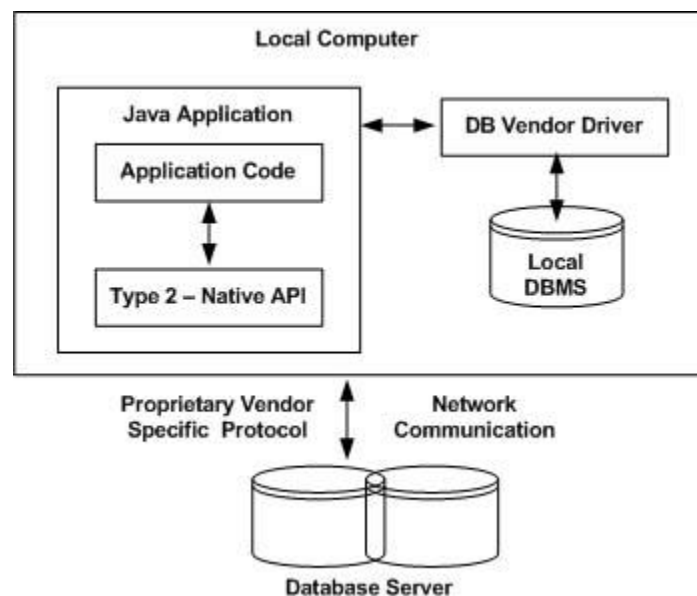 Local Computer
Java Application
Application Code
Type 2 – Native API
DB Vendor Driver
Local
DBMS
Proprietary Vendor
Specific Protocol
Network
Communication
Database Server